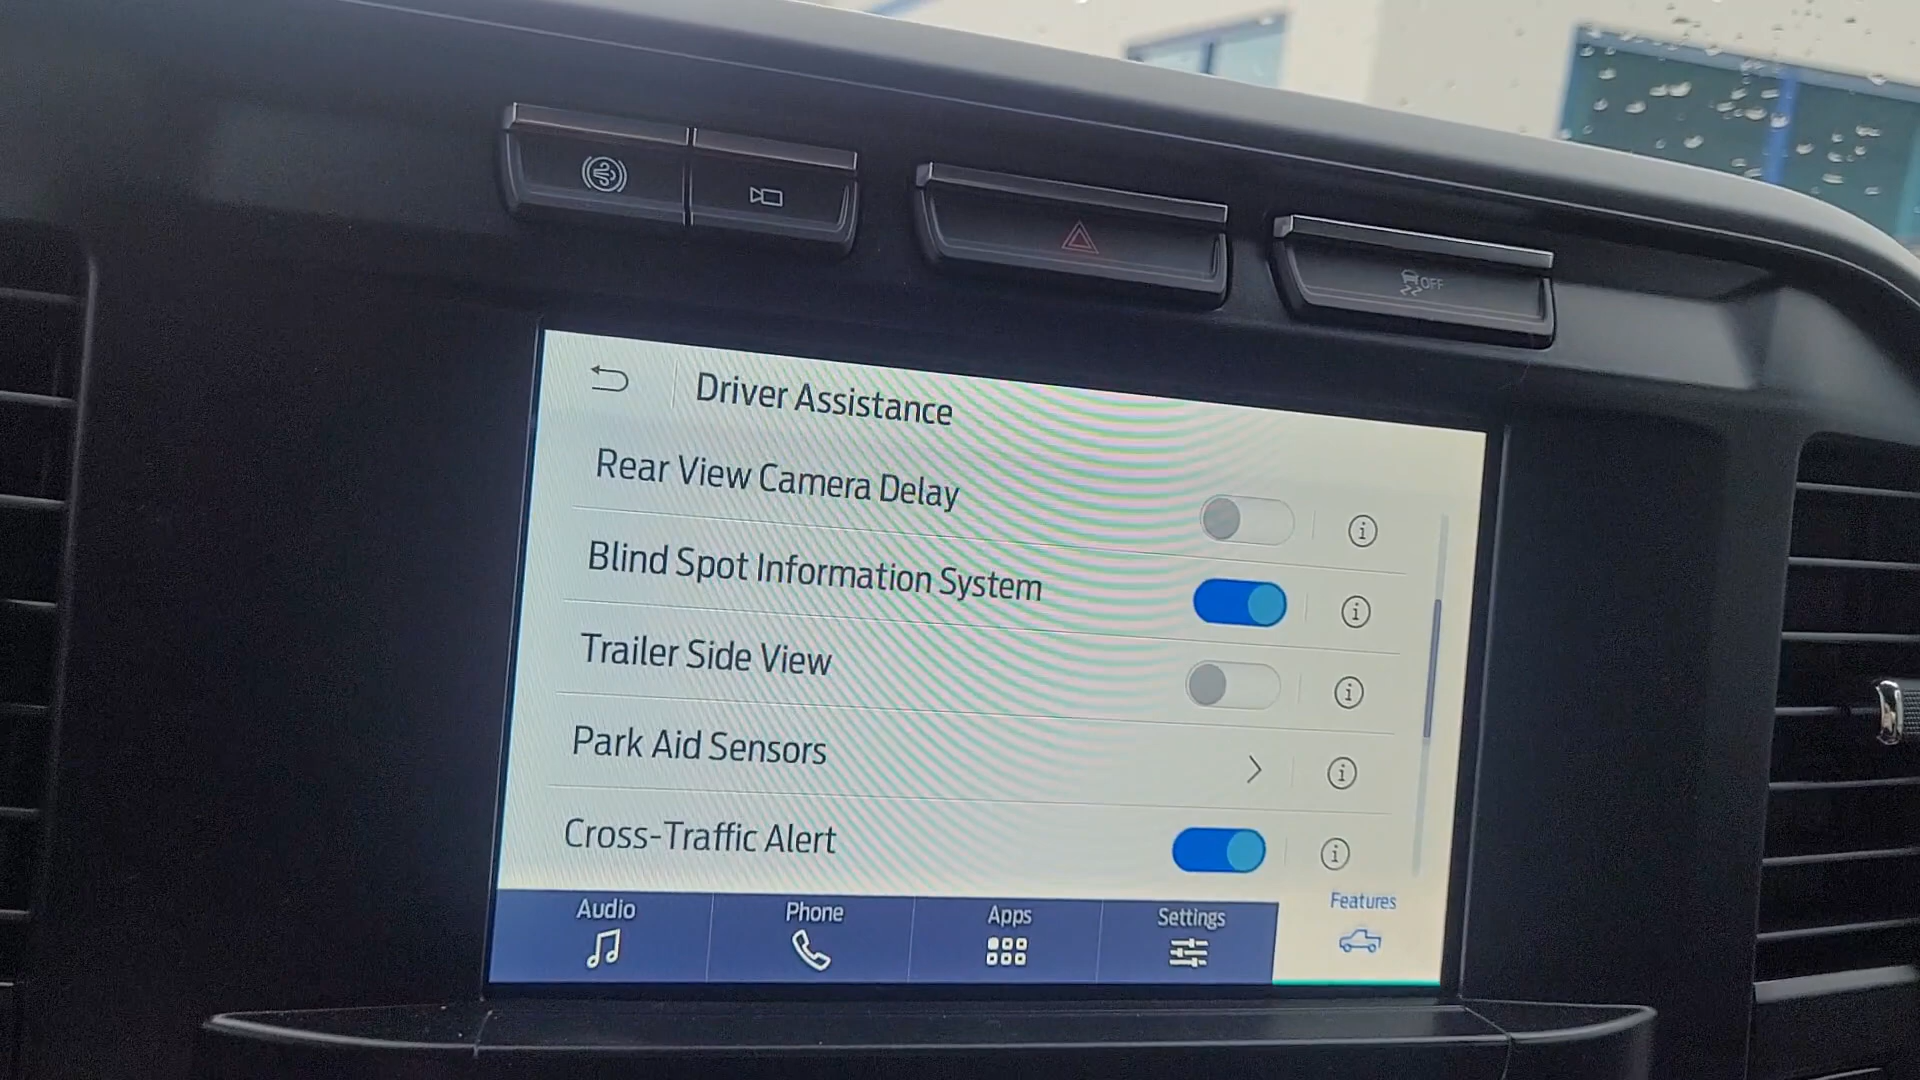 OFF
Driver Assistance
Rear View Camera Delay
Blind Spot Information System
Trailer Side View
Park Aid Sensors
Cross-Traffic Alert
Audio
Phone
Apps
Settings
Features